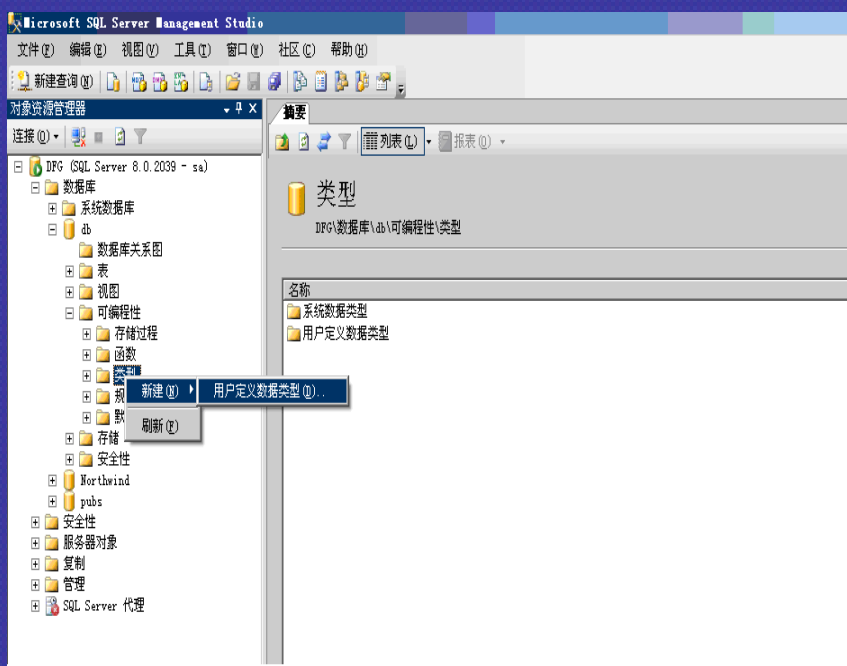 Microsoft SQL Server Management Studio
文件(F) 编辑(E) 视图(V) 工具(T) 窗口(W) 社区(C) 帮助(H)
新建查询(N)
对象资源管理器
摘要
连接(O)
列表(L) 报表(O)
DFG (SQL Server 8.0.2039 - sa)
数据库
系统数据库
db
数据库关系图
表
视图
可编程性
存储过程
函数
类型
规
默
存储
安全性
Northwind
pubs
安全性
服务器对象
复制
管理
SQL Server 代理
新建(N) 用户定义数据类型(D)..
刷新(F)
类型
DFG\数据库\db\可编程性\类型
名称
系统数据类型
用户定义数据类型